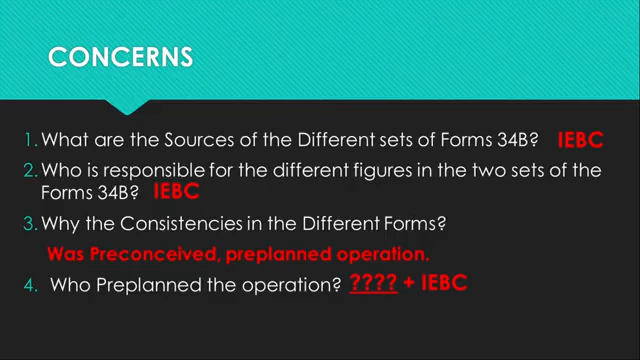 CONCERNS
1. What are the Sources of the Different sets of Forms 34B? IEBC
2. Who is responsible for the different figures in the two sets of the
Forms 34B? IEBC
3. Why the Consistencies in the Different Forms?
Was Preconceived, preplanned operation.
4. Who Preplanned the operation? ???? + IEBC